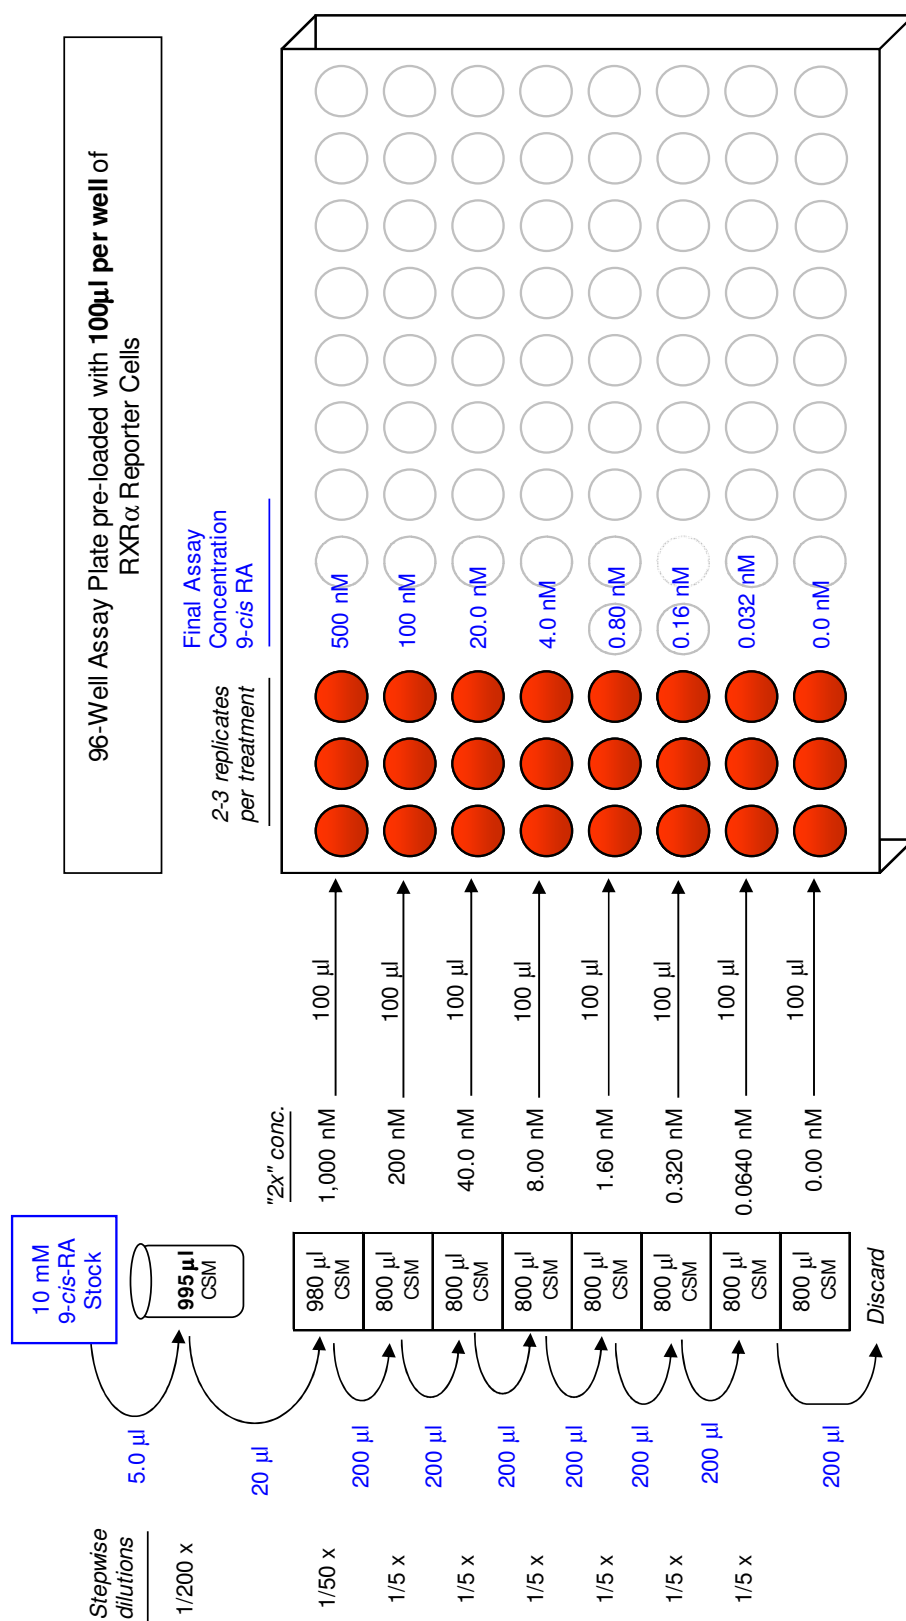 96-Well Assay Plate pre-loaded with 100µl per well of
RXRα Reporter Cells
Stepwise
dilutions
1/200 x
1/50 x
1/5 x
1/5 x
1/5 x
1/5 x
1/5 x
1/5 x
5.0 µl
20 µl
200 µl
200 µl
200 µl
200 µl
200 µl
200 µl
200 µl
10 mM
9-cis-RA
Stock
995µl
CSM
980 µl
CSM
800 µl
CSM
800 µl
CSM
800 µl
CSM
800 µl
CSM
800 µl
CSM
800 µl
CSM
800 µl
CSM
Discard
"2x" conc.
1,000 nM
200 nM
40.0 nM
8.00 nM
1.60 nM
0.320 nM
0.0640 nM
0.00 nM
100 µl
100 µl
100 µl
100 µl
100 µl
100 µl
100 µl
100 µl
2-3 replicates
per treatment
Final Assay
Concentration
9-cis RA
500 nM
100 nM
20.0 nM
4.0 nM
0.80 nM
0.16 nM
0.032 nM
0.0 nM